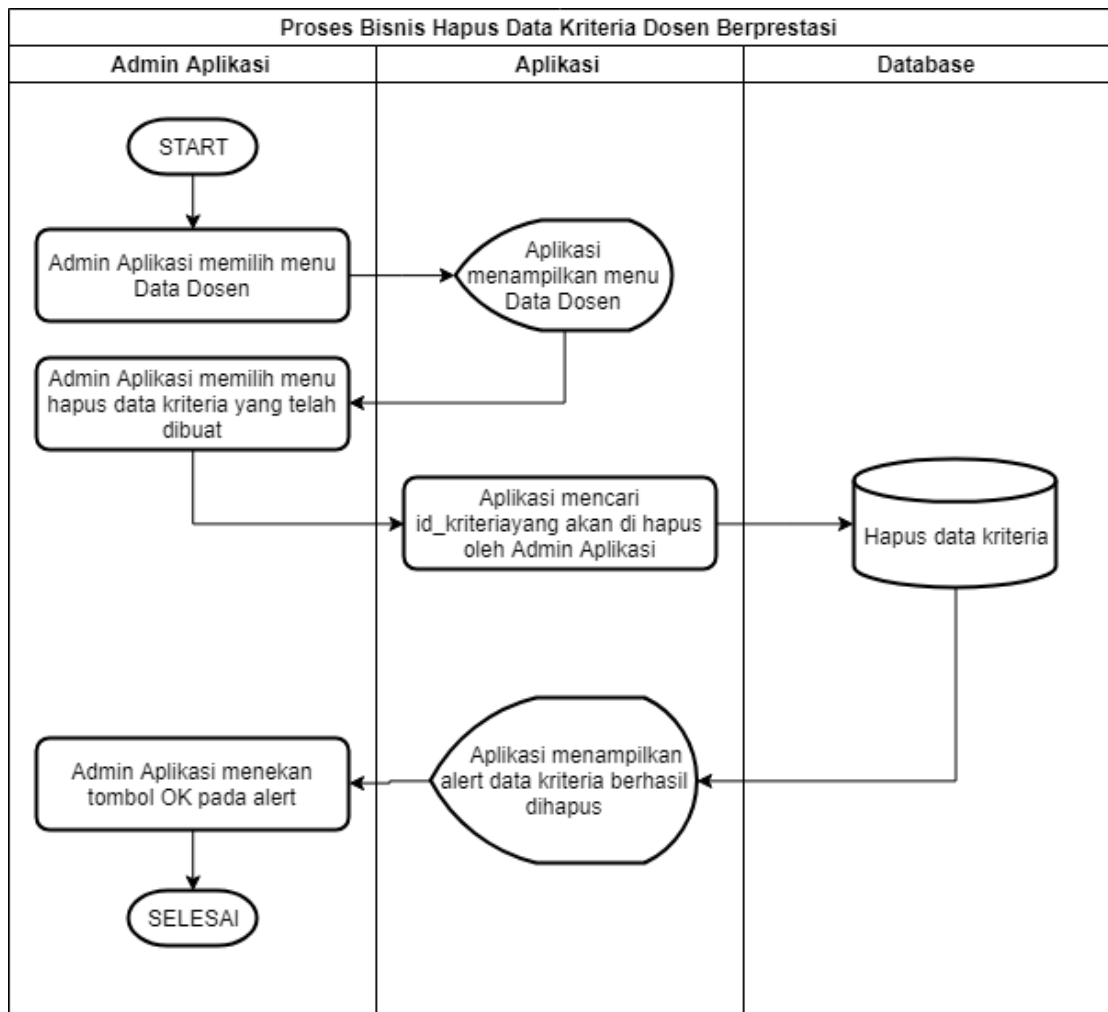 Proses Bisnis Hapus Data Kriteria Dosen Berprestasi
Admin Aplikasi
Aplikasi
Database
START
Admin Aplikasi memilih menu
Data Dosen
Aplikasi
menampilkan menu
Data Dosen
Admin Aplikasi memilih menu
hapus data kriteria yang telah
dibuat
Aplikasi mencari
id_kriteriayang akan di hapus
oleh Admin Aplikasi
Hapus data kriteria
Aplikasi menampilkan
alert data kriteria berhasil
dihapus
Admin Aplikasi menekan
tombol OK pada alert
SELESAI